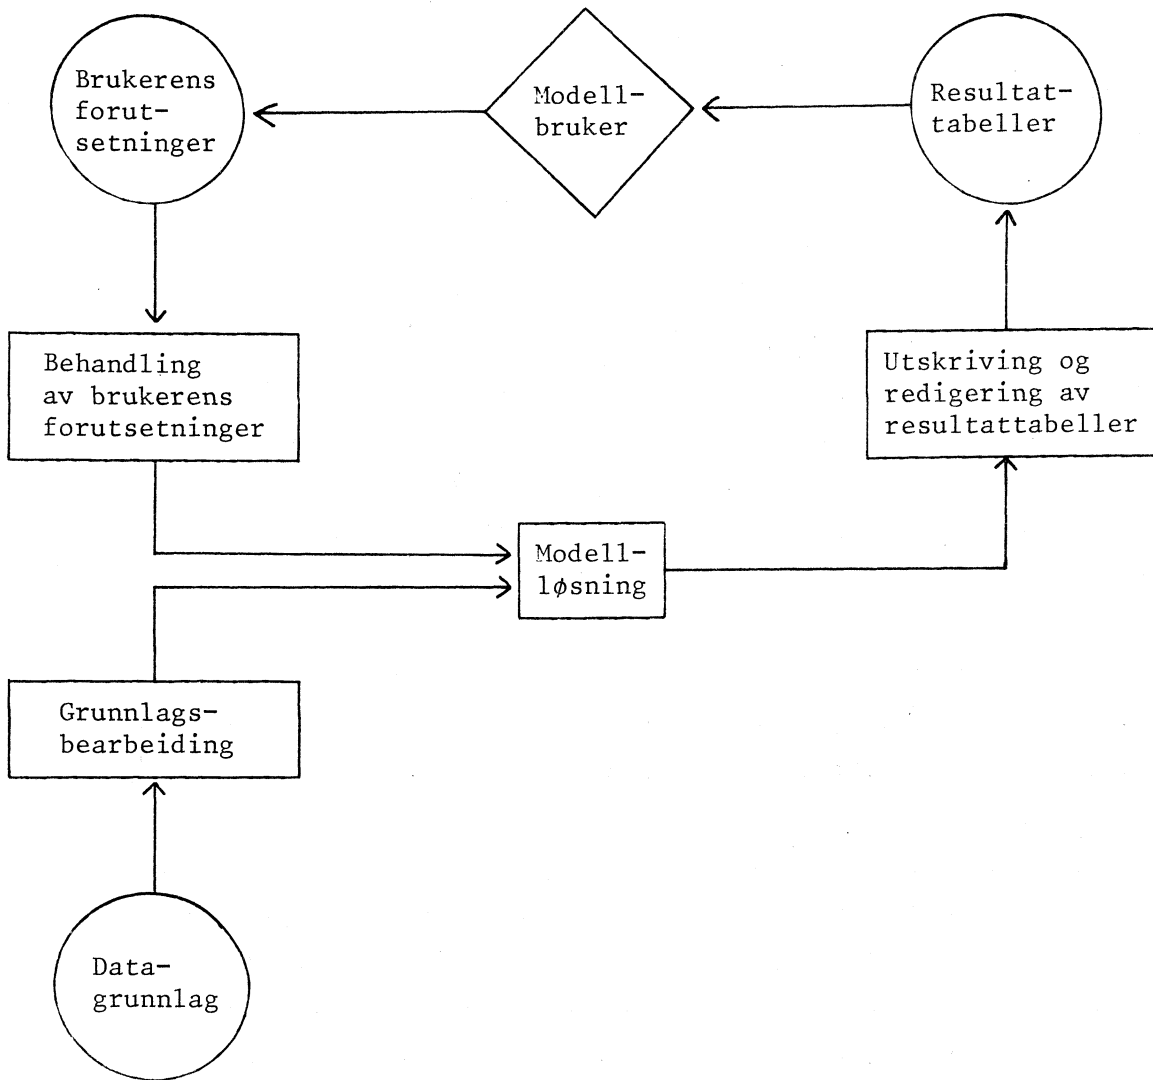 Brukerens
forut-
setninger
Modell-
bruker
Resultat-
tabeller
Behandling
av brukerens
forutsetninger
Utskriving og
redigering av
resultattabeller
Modell-
løsning
Grunnlags-
bearbeiding
Data-
grunnlag